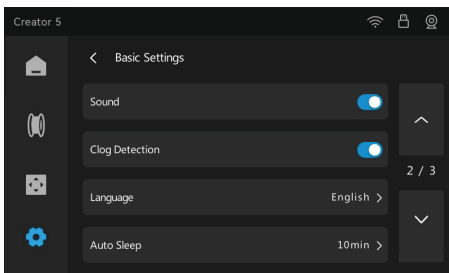 Creator 5
Basic Settings
Sound
Clog Detection
2 / 3
Language English
Auto Sleep 10min